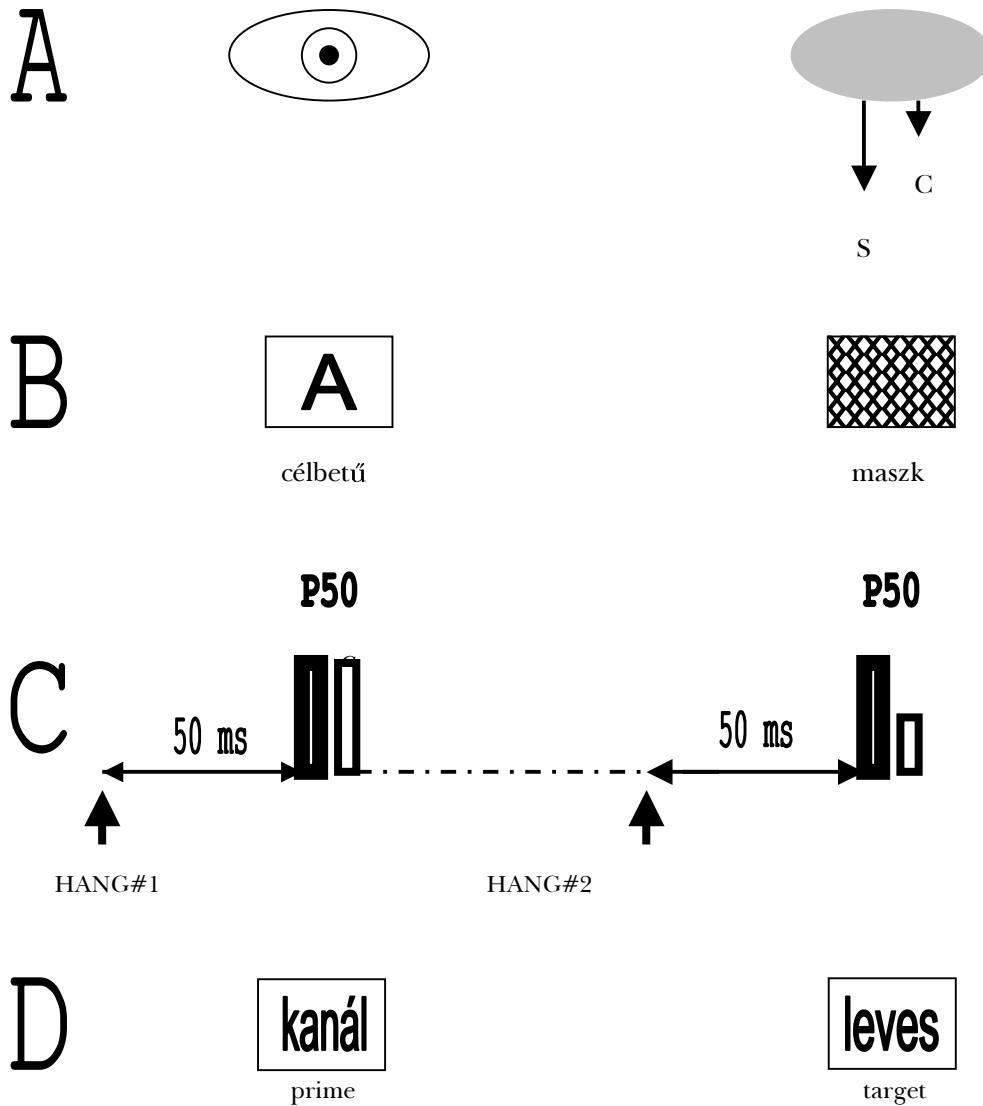 A
C
S
B
A
célbetű
maszk
P50
P50
C
50 ms
50 ms
HANG#1
HANG#2
D
kanál
leves
prime
target